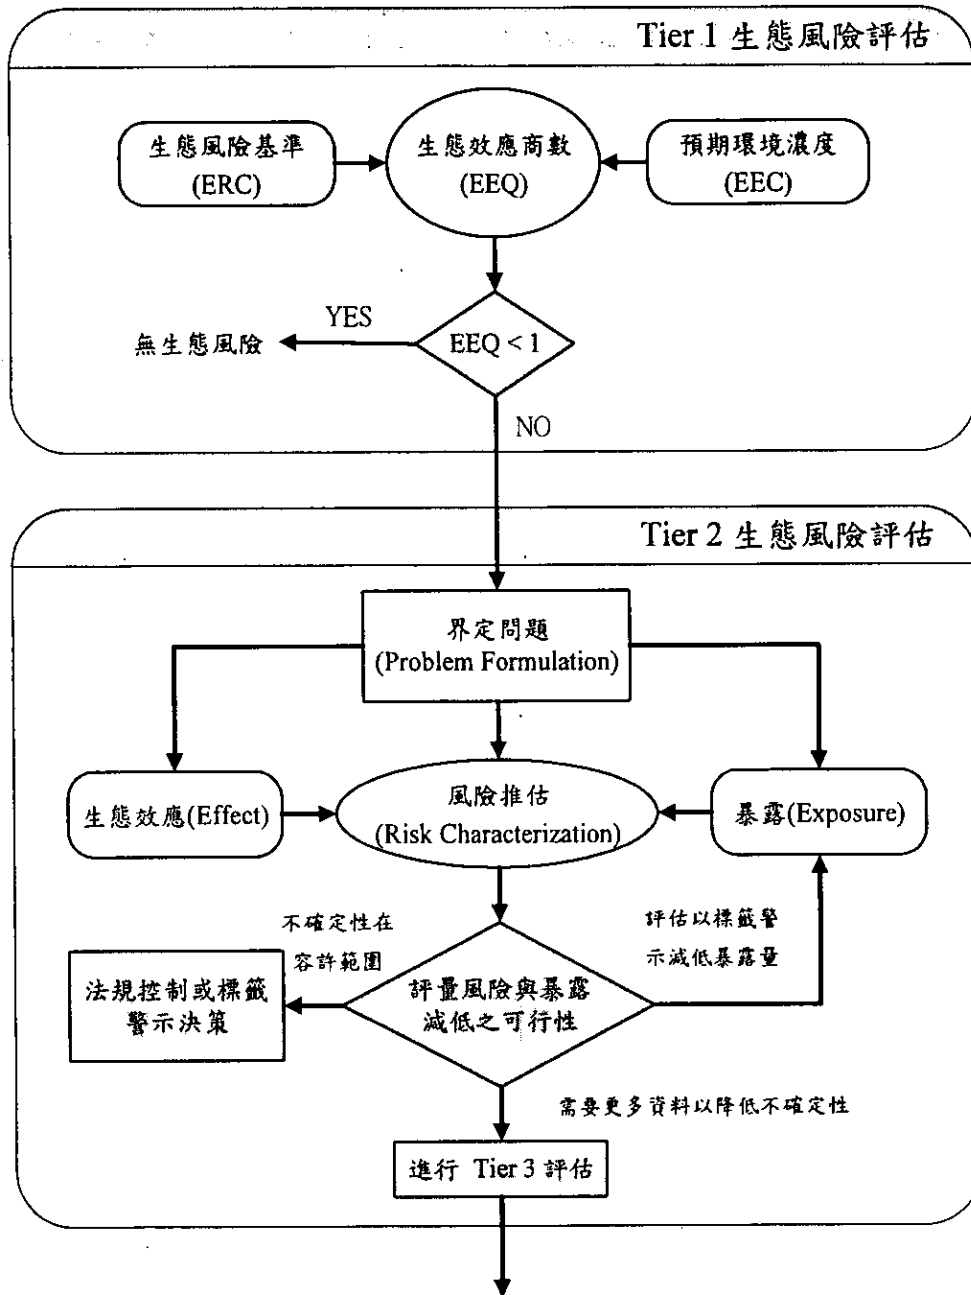 Tier 1 生態風險評估
生態風險基準
(ERC)
生態效應商數
(EEQ)
預期環境濃度
(EEC)
YES
無生態風險
EEQ < 1
NO
Tier 2 生態風險評估
界定問題
(Problem Formulation)
生態效應(Effect)
風險推估
(Risk Characterization)
暴露(Exposure)
不確定性在
容許範圍
評估以標籤警
示減低暴露量
法規控制或標籤
警示決策
評量風險與暴露
減低之可行性
需要更多資料以降低不確定性
進行 Tier 3 評估